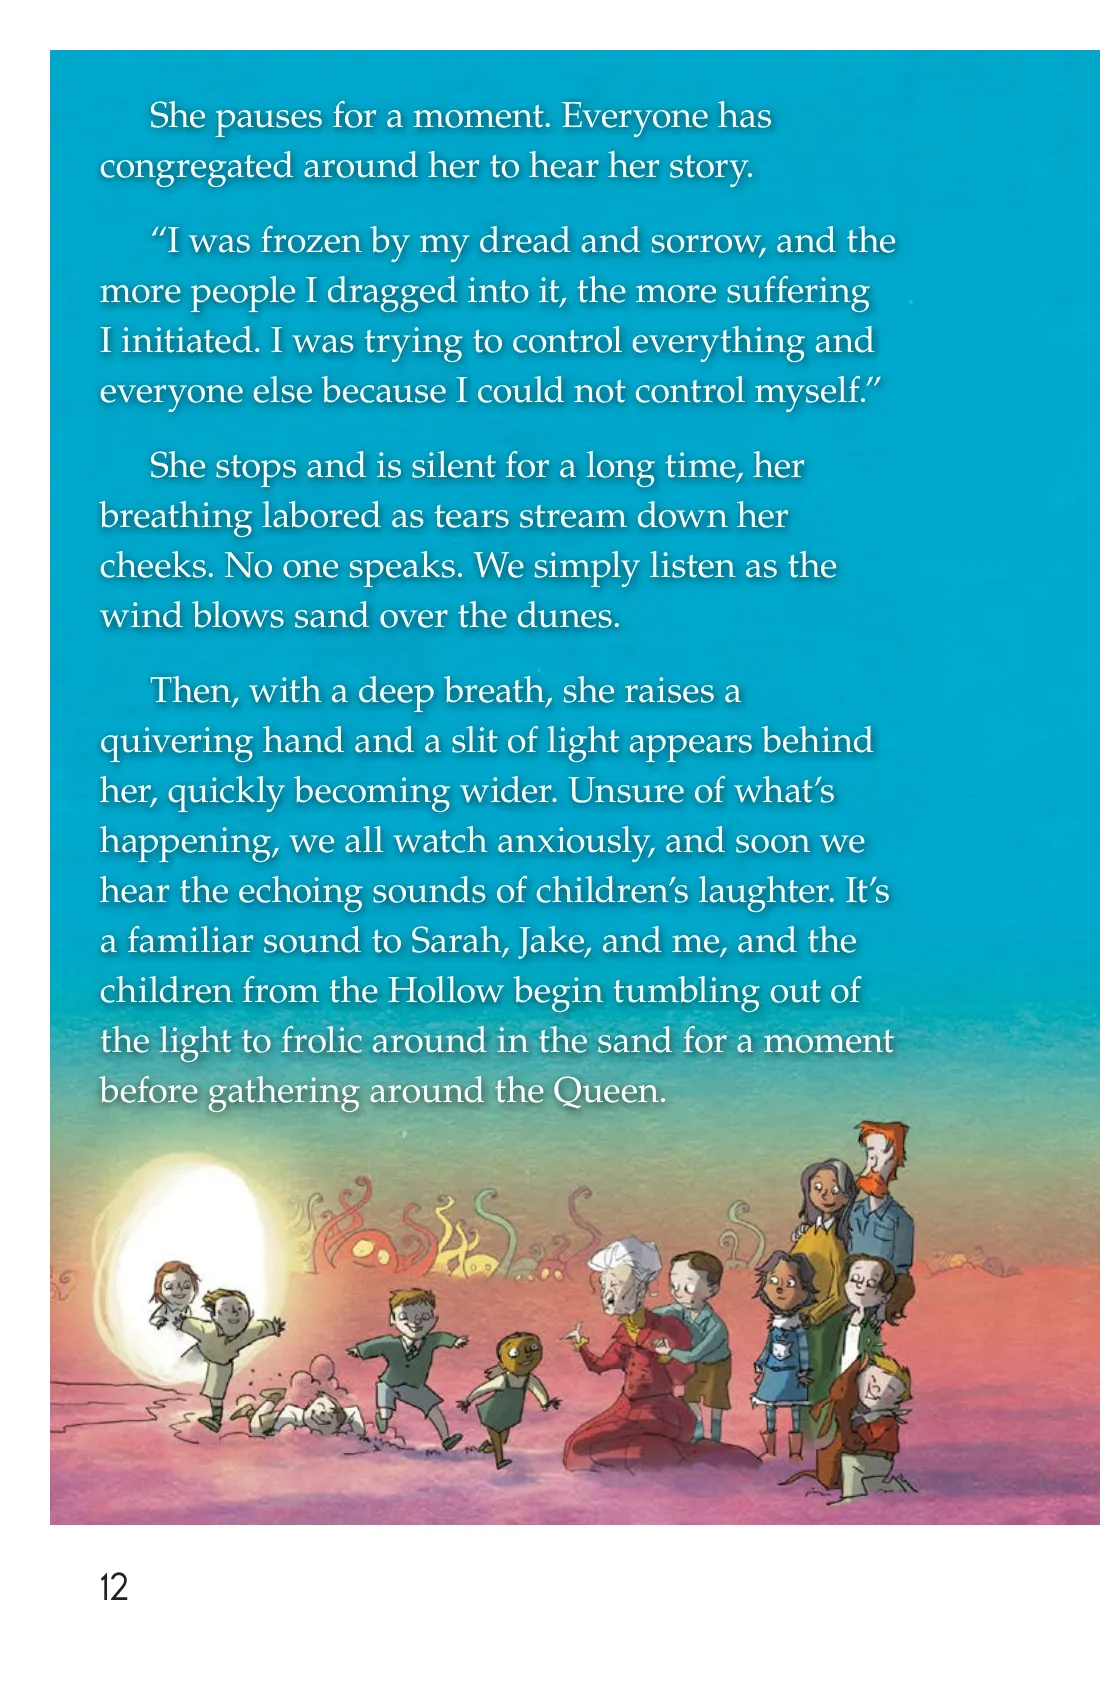 She pauses for a moment. Everyone has
congregated around her to hear her story.
“I was frozen by my dread and sorrow, and the
more people I dragged into it, the more suffering
I initiated. I was trying to control everything and
everyone else because I could not control myself.”
She stops and is silent for a long time, her
breathing labored as tears stream down her
cheeks. No one speaks. We simply listen as the
wind blows sand over the dunes.
Then, with a deep breath, she raises a
quivering hand and a slit of light appears behind
her, quickly becoming wider. Unsure of what’s
happening, we all watch anxiously, and soon we
hear the echoing sounds of children’s laughter. It’s
a familiar sound to Sarah, Jake, and me, and the
children from the Hollow begin tumbling out of
the light to frolic around in the sand for a moment
before gathering around the Queen.
12